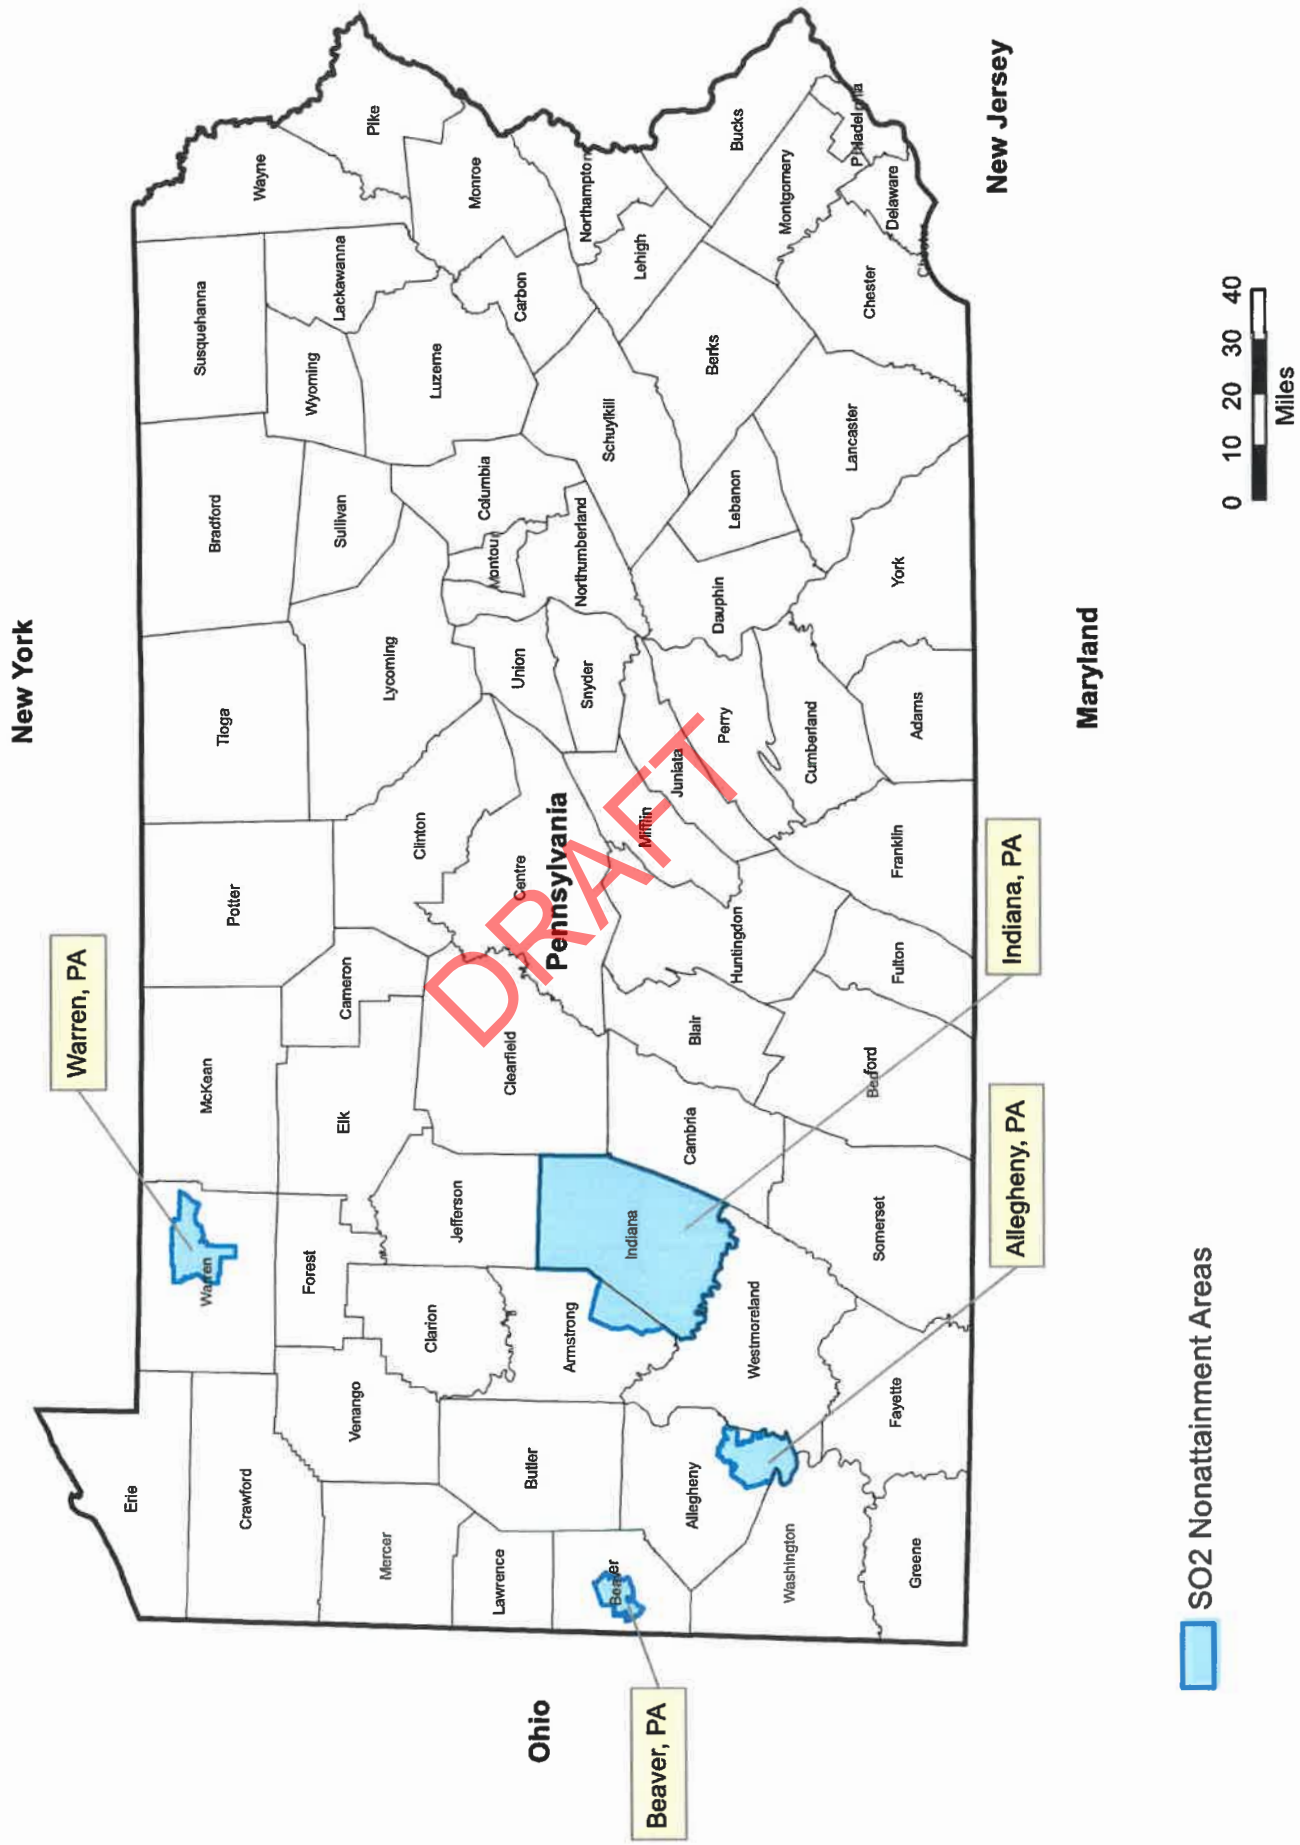 New York
Warren, PA
Erie
Crawford
Warren
McKean
Potter
Tioga
Bradford
Susquehanna
Wayne
Wyoming
Lackawanna
Pike
Sullivan
Forest
Elk
Cameron
Venango
Mercer
Clarion
Jefferson
Clearfield
Clinton
Lycoming
Luzerne
Monroe
Columbia
Montour
Carbon
Lawrence
Butler
Armstrong
Centre
Union
Snyder
Northumberland
Northampton
Ohio
Pennsylvania
DRAFT
Beaver
Beaver, PA
Indiana
Mifflin
Juniata
Schuylkill
Lehigh
Allegheny
Westmoreland
Cambria
Blair
Huntingdon
Perry
Dauphin
Lebanon
Berks
Bucks
Montgomery
Philadelphia
Washington
Cumberland
Lancaster
Chester
Delaware
Greene
Fayette
Somerset
Bedford
Fulton
Franklin
Adams
York
New Jersey
Allegheny, PA
Indiana, PA
Maryland
SO2 Nonattainment Areas
0 10 20 30 40
Miles